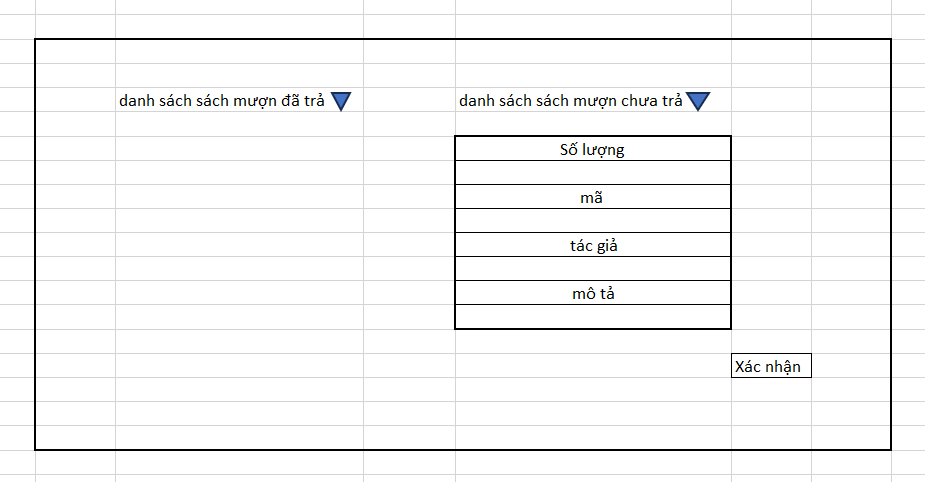 danh sách sách mượn đã trả
danh sách sách mượn chưa trả
Số lượng
mã
tác giả
mô tả
Xác nhận